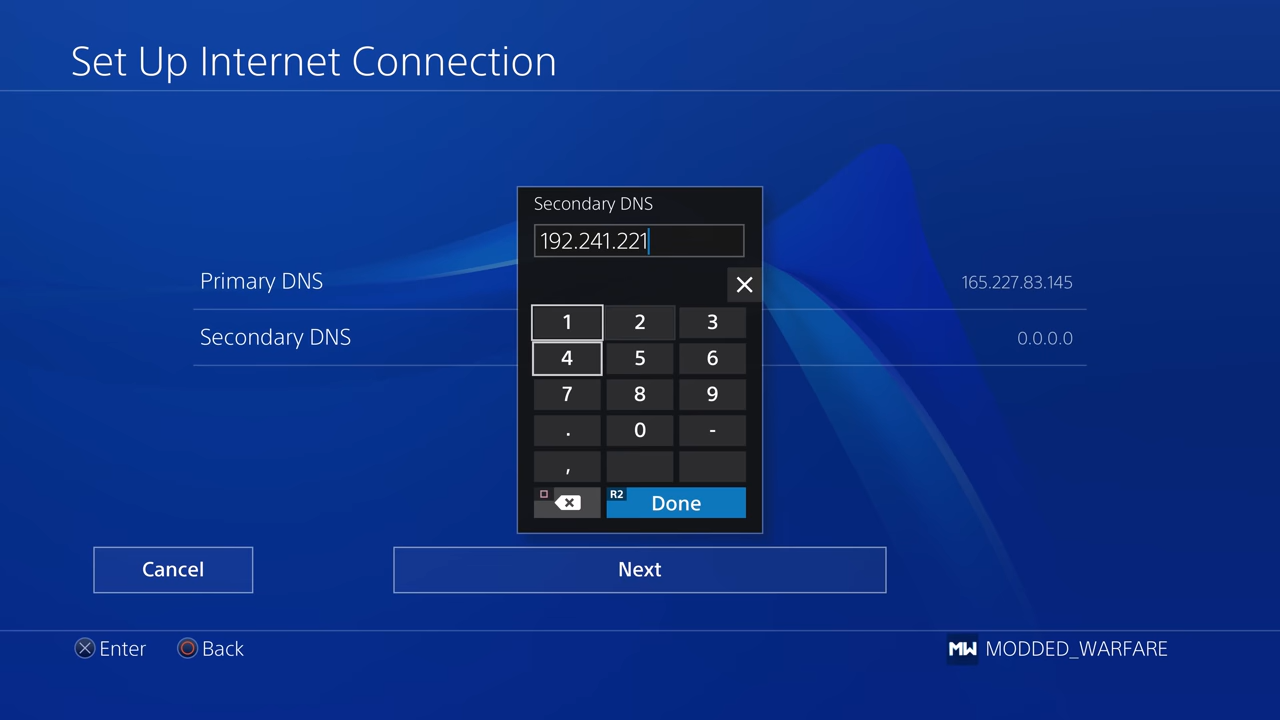 Set Up Internet Connection
Secondary DNS
192.241.221
Primary DNS 165.227.83.145
Secondary DNS 0.0.0.0
1 2 3
4 5 6
7 8 9
. 0 -
,
R2 Done
Cancel Next
Enter Back MW MODDED_WARFARE